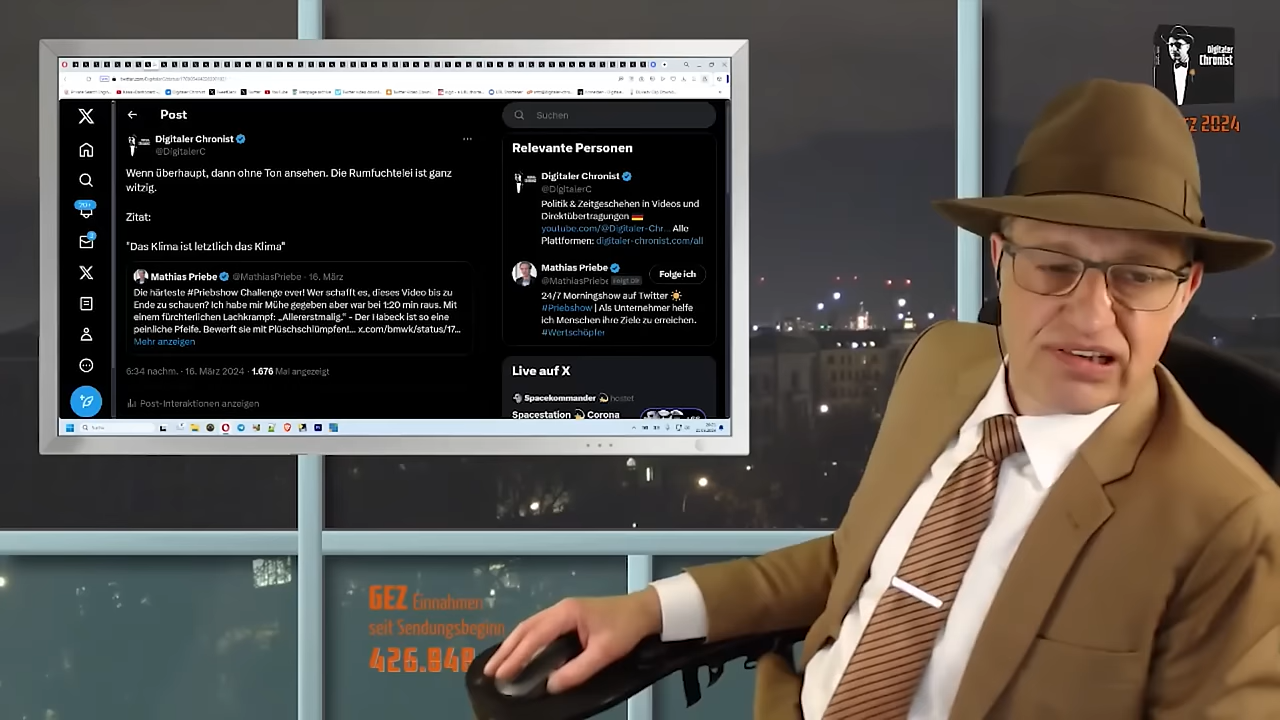 Post
Suchen
Digitaler Chronist
@DigitalerC
Wenn überhaupt, dann ohne Ton ansehen. Die Rumfuchtelei ist ganz
witzig.
Zitat:
"Das Klima ist letztlich das Klima"
Mathias Priebe @MathiasPriebe · 16. März
Die härteste #Priebshow Challenge ever! Wer schafft es, dieses Video bis zu
Ende zu schauen? Ich habe mir Mühe gegeben aber war bei 1:20 min raus. Mit
einem fürchterlichen Lachkrampf: „Allererstmalig." - Der Habeck ist so eine
peinliche Pfeife. Bewerft sie mit Plüschschlümpfen!... x.com/bmwk/status/17...
Mehr anzeigen
6:34 nachm. · 16. März 2024 · 1.676 Mal angezeigt
Post-Interaktionen anzeigen
Relevante Personen
Digitaler Chronist
@DigitalerC
Politik & Zeitgeschehen in Videos und
Direktübertragungen
youtube.com/@Digitaler-Chr... Alle
Plattformen: digitaler-chronist.com/all
Mathias Priebe
@MathiasPriebe Folgt dir
Folge ich
24/7 Morningshow auf Twitter
#Priebshow | Als Unternehmer helfe
ich Menschen ihre Ziele zu erreichen.
#Wertschöpfer
Live auf X
Spacekommander hostet
Spacestation Corona
20+
Digitaler
Chronist
rz 2024
GEZ Einnahmen
seit Sendungsbeginn
426.848